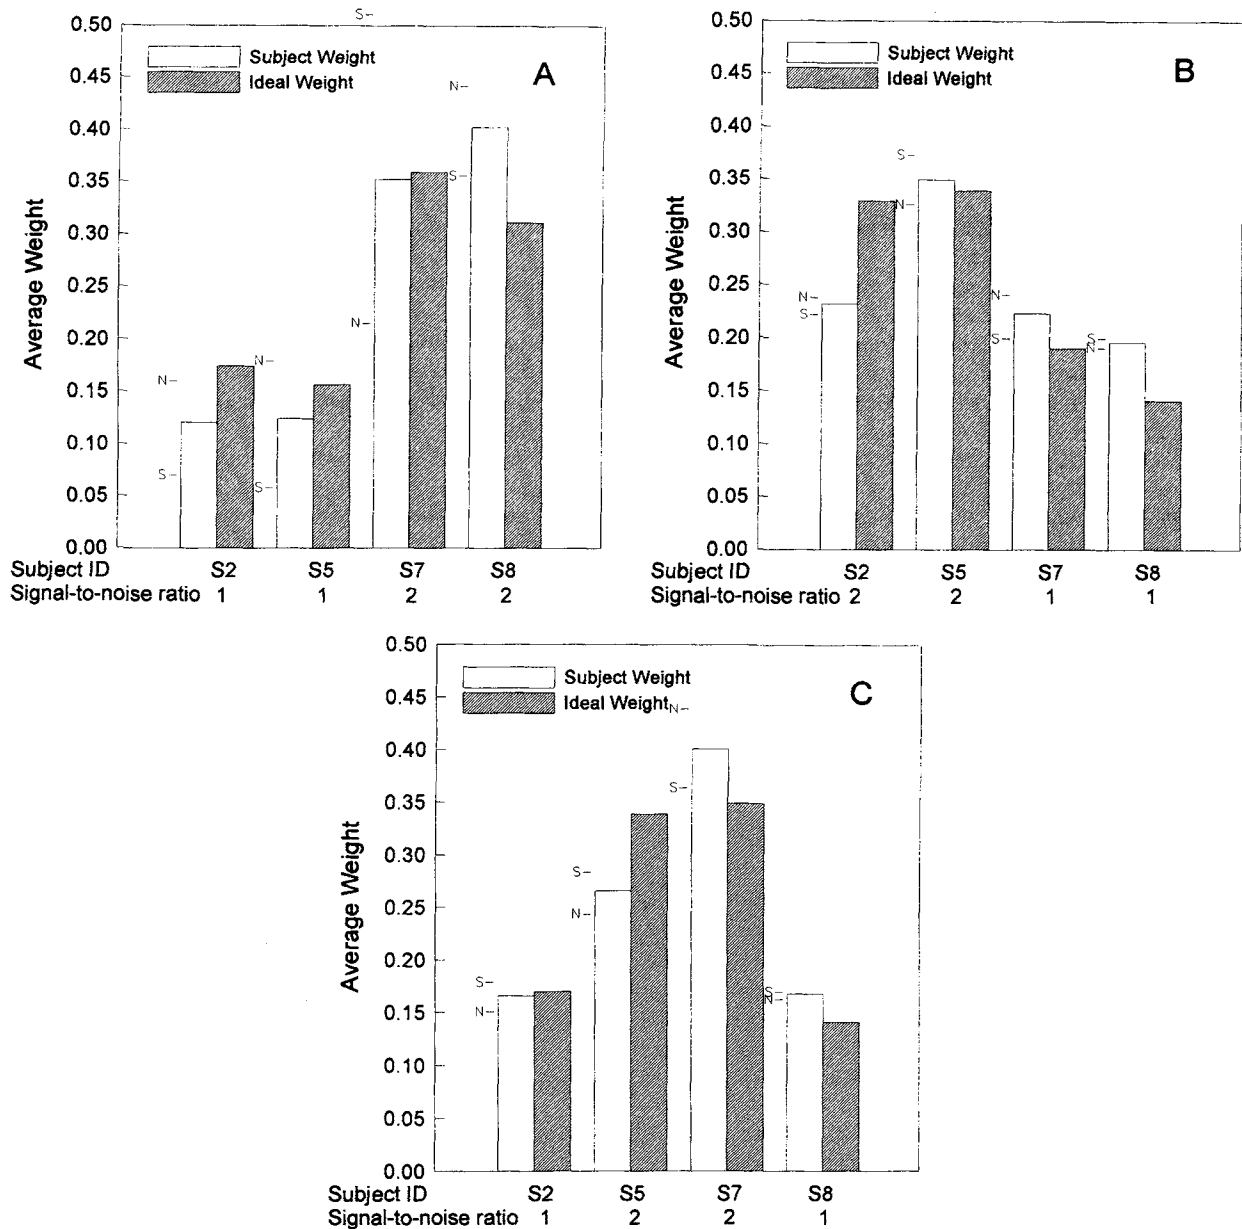 A
Subject Weight
Ideal Weight
Average Weight
0.50
0.45
0.40
0.35
0.30
0.25
0.20
0.15
0.10
0.05
0.00
S–
N–
S–
N–
N–
N–
S–
S–
Subject ID S2 S5 S7 S8
Signal-to-noise ratio 1 1 2 2
B
Subject Weight
Ideal Weight
Average Weight
0.50
0.45
0.40
0.35
0.30
0.25
0.20
0.15
0.10
0.05
0.00
S–
N–
N–
S–
N–
S–
S–
N–
Subject ID S2 S5 S7 S8
Signal-to-noise ratio 2 2 1 1
C
Subject Weight
Ideal Weight
Average Weight
0.50
0.45
0.40
0.35
0.30
0.25
0.20
0.15
0.10
0.05
0.00
N–
S–
S–
N–
S–
N–
S–
N–
Subject ID S2 S5 S7 S8
Signal-to-noise ratio 1 2 2 1